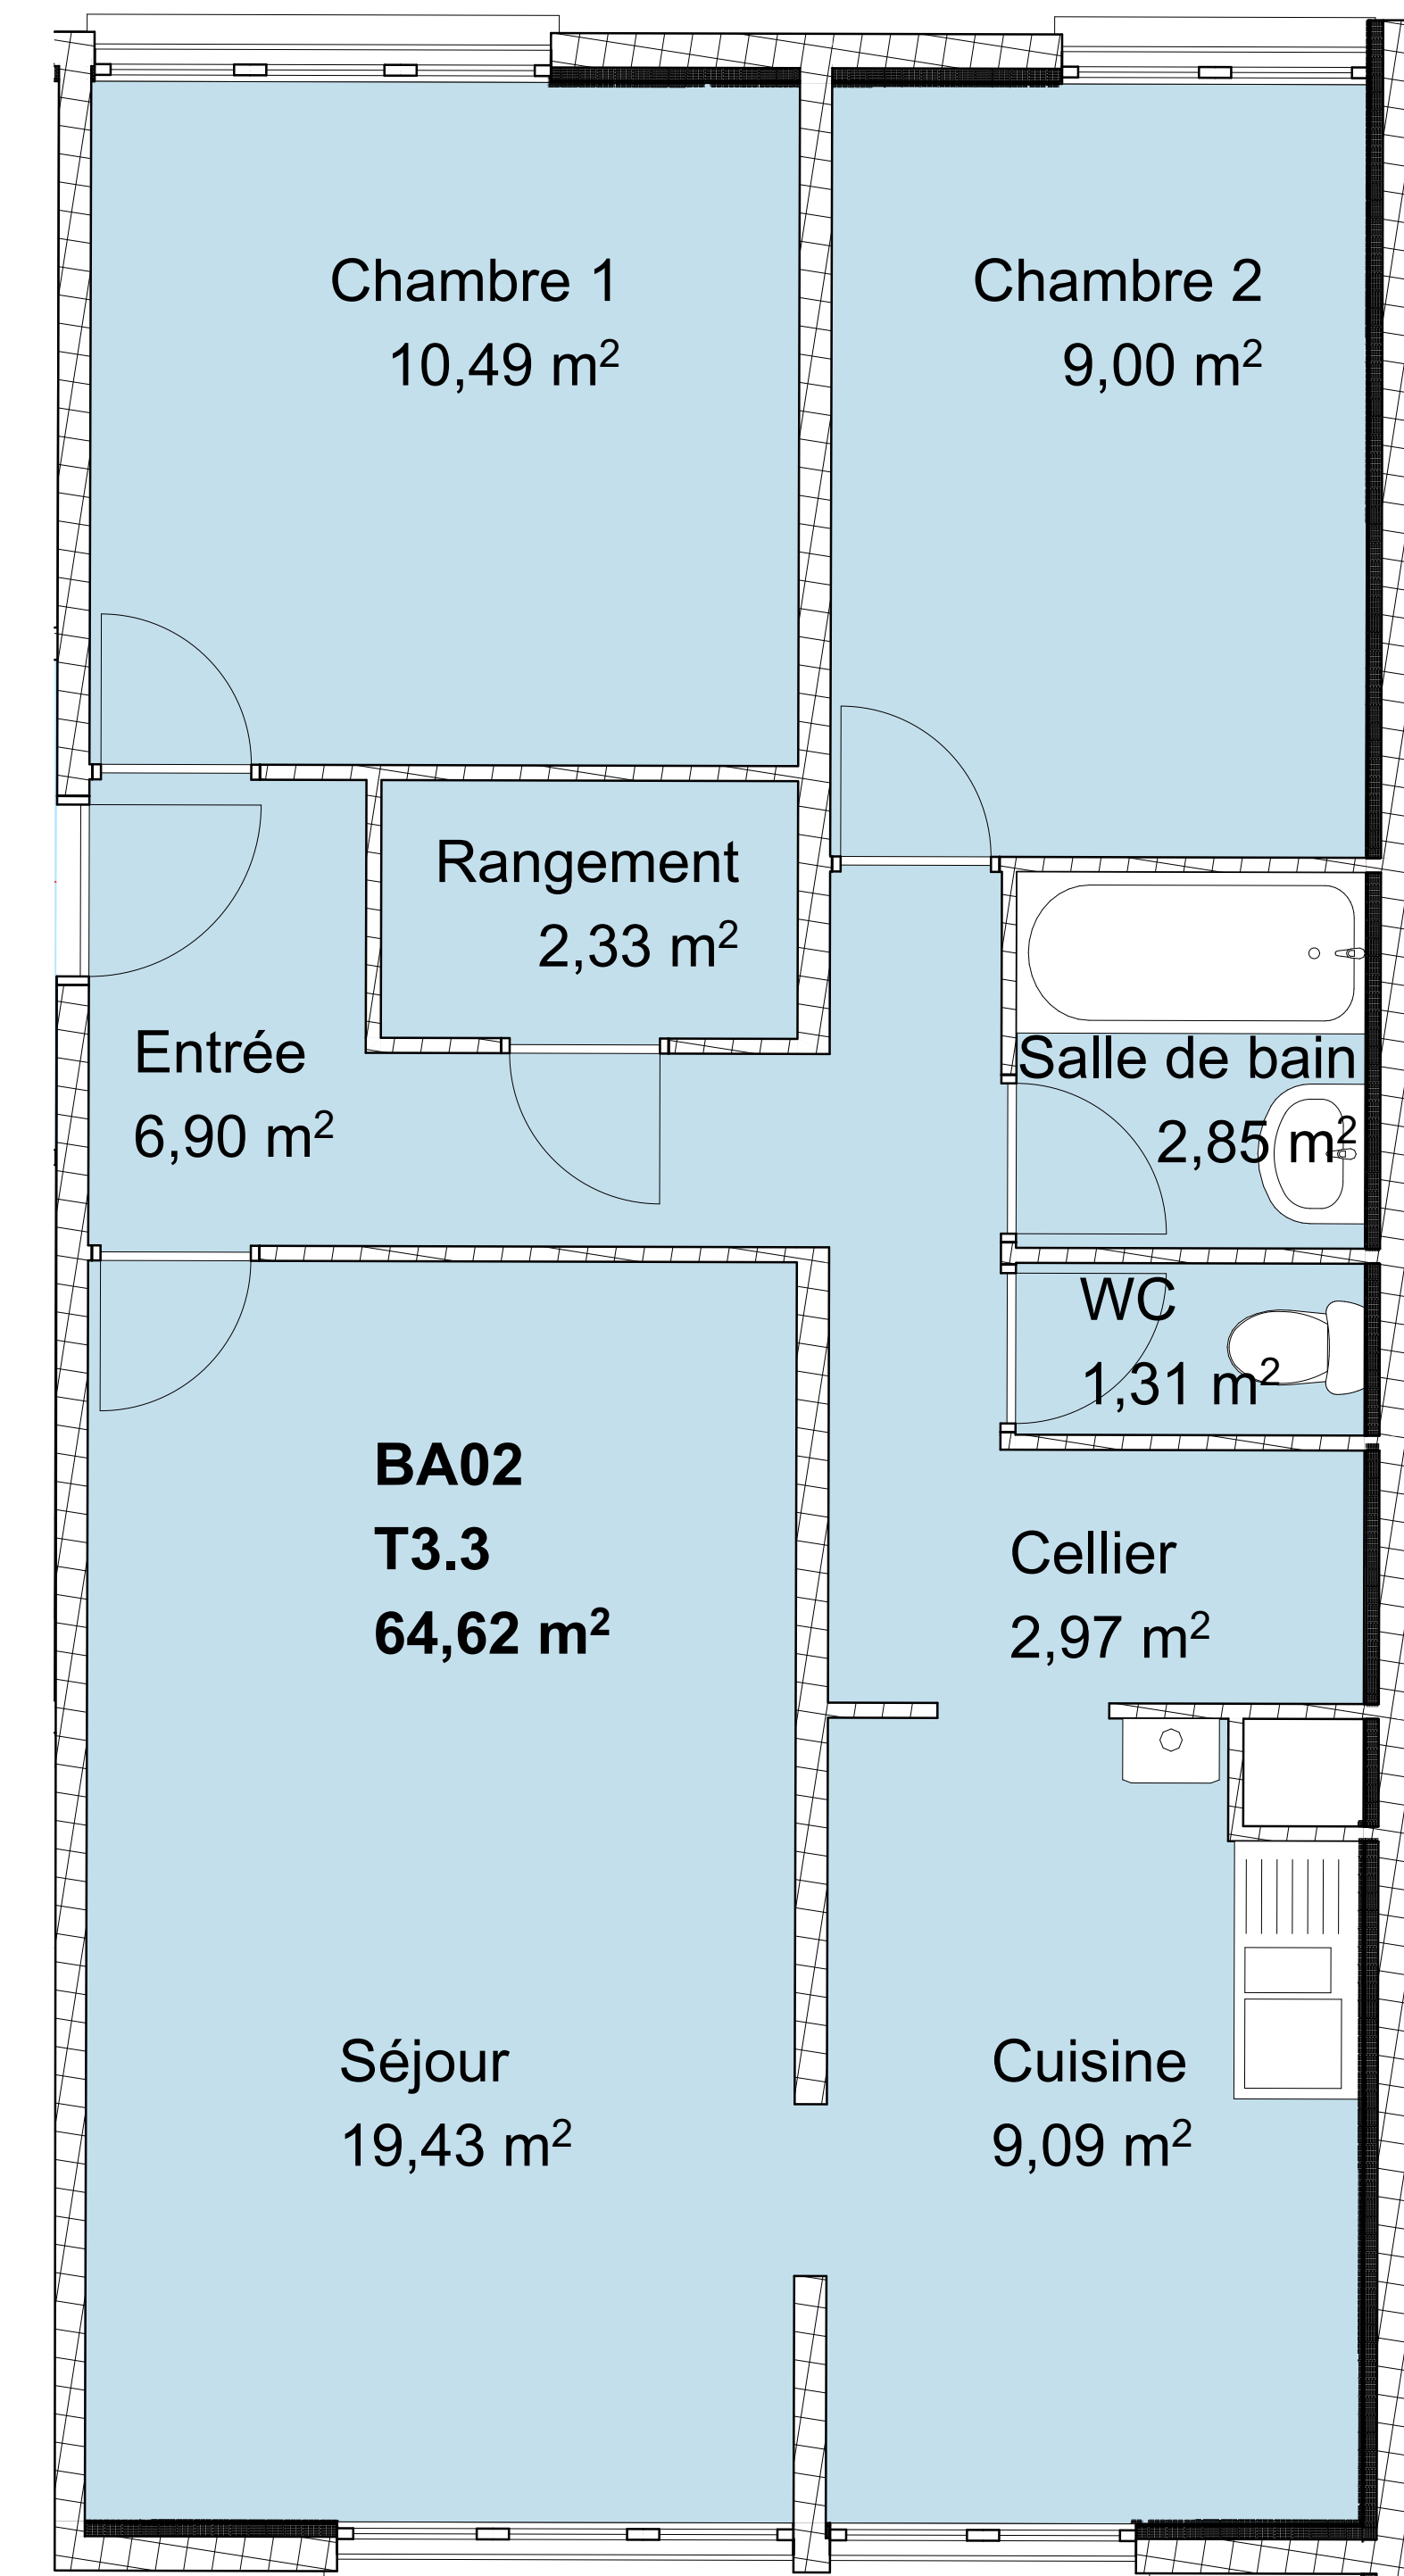 Chambre 1
10,49 m²
Chambre 2
9,00 m²
Rangement
2,33 m²
Entrée
6,90 m²
Salle de bain
2,85 m²
WC
1,31 m²
BA02
T3.3
64,62 m²
Cellier
2,97 m²
Séjour
19,43 m²
Cuisine
9,09 m²